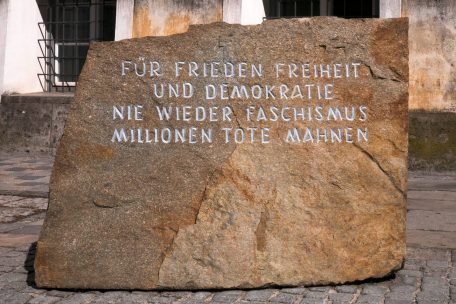 FÜR FRIEDEN FREIHEIT
UND DEMOKRATIE
NIE WIEDER FASCHISMUS
MILLIONEN TOTE MAHNEN